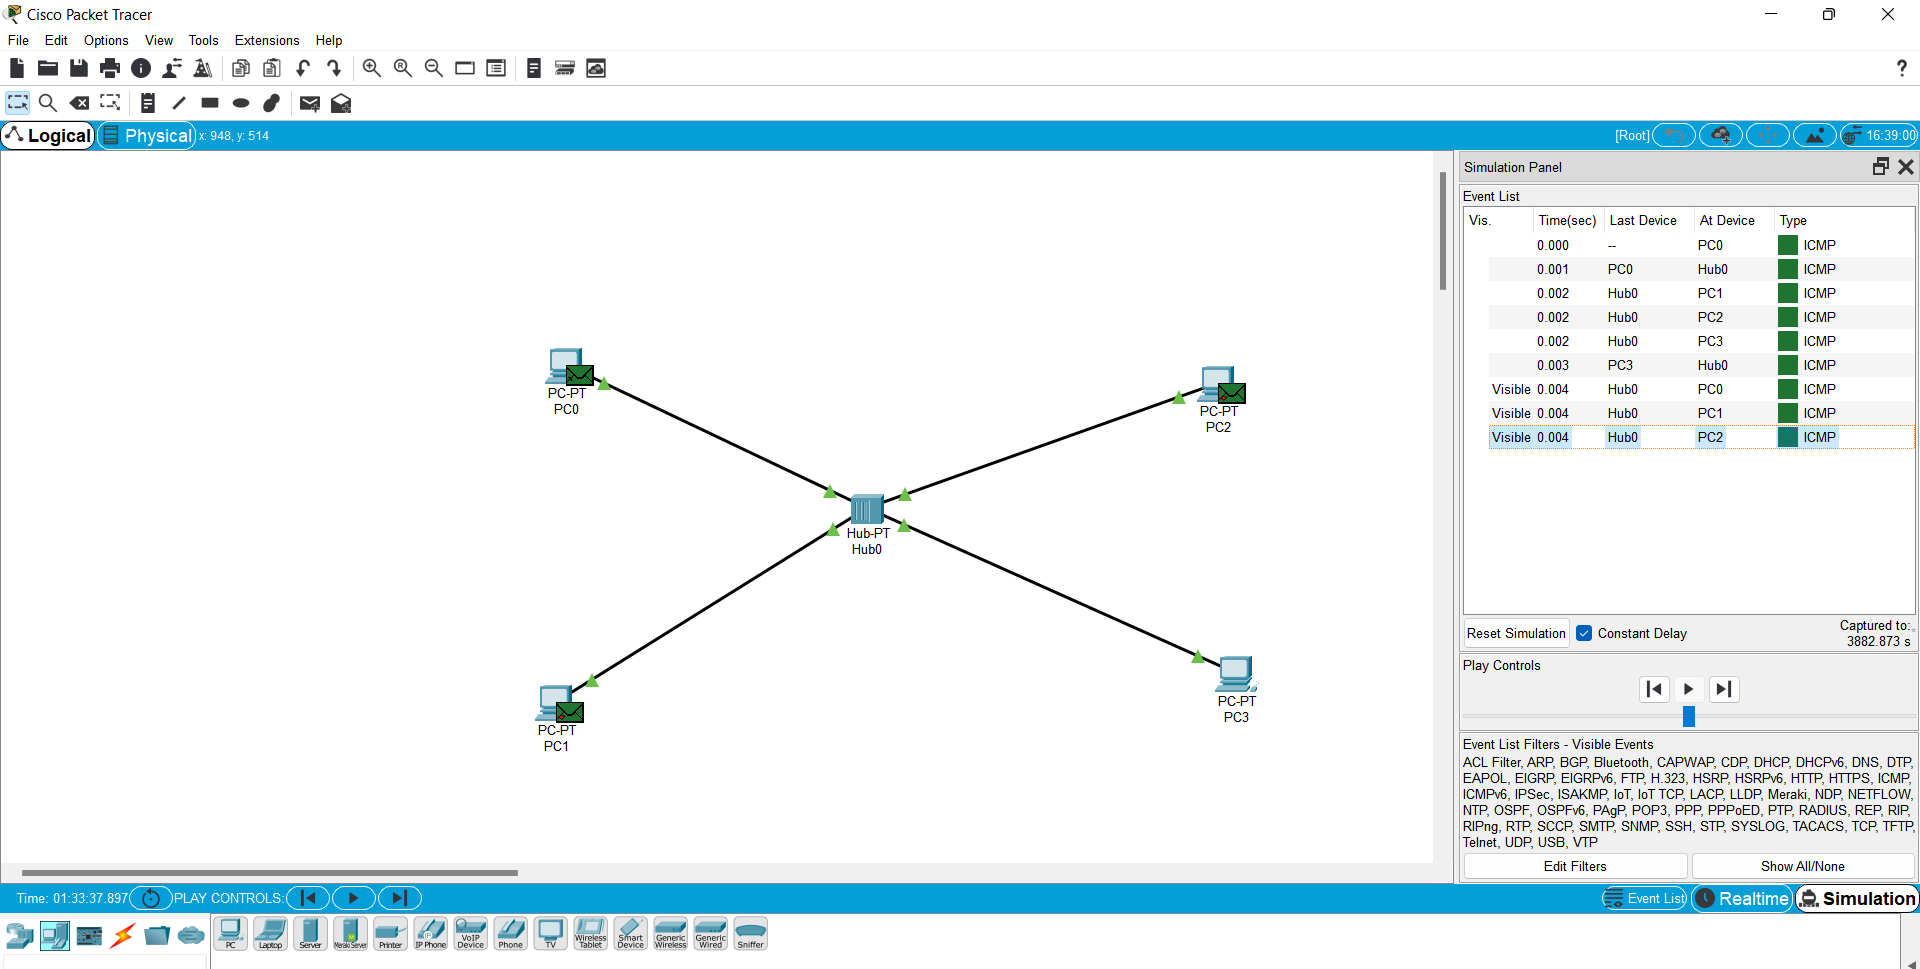 Cisco Packet Tracer
File Edit Options View Tools Extensions Help
?
Logical Physical x: 948, y: 514 [Root] 16:39:00
Simulation Panel
Event List
Vis. Time(sec) Last Device At Device Type
0.000 -- PC0 ICMP
0.001 PC0 Hub0 ICMP
0.002 Hub0 PC1 ICMP
0.002 Hub0 PC2 ICMP
0.002 Hub0 PC3 ICMP
0.003 PC3 Hub0 ICMP
Visible 0.004 Hub0 PC0 ICMP
Visible 0.004 Hub0 PC1 ICMP
Visible 0.004 Hub0 PC2 ICMP
PC-PT
PC0
PC-PT
PC2
Hub-PT
Hub0
PC-PT
PC3
PC-PT
PC1
Reset Simulation Constant Delay Captured to:
3882.873 s
Play Controls
Event List Filters - Visible Events
ACL Filter, ARP, BGP, Bluetooth, CAPWAP, CDP, DHCP, DHCPv6, DNS, DTP,
EAPOL, EIGRP, EIGRPv6, FTP, H.323, HSRP, HSRPv6, HTTP, HTTPS, ICMP,
ICMPv6, IPSec, ISAKMP, IoT, IoT TCP, LACP, LLDP, Meraki, NDP, NETFLOW,
NTP, OSPF, OSPFv6, PAgP, POP3, PPP, PPPoED, PTP, RADIUS, REP, RIP,
RIPng, RTP, SCCP, SMTP, SNMP, SSH, STP, SYSLOG, TACACS, TCP, TFTP,
Telnet, UDP, USB, VTP
Edit Filters Show All/None
Time: 01:33:37.897 PLAY CONTROLS: Event List Realtime Simulation
PC Laptop Server Meraki Server Printer IP Phone VoIP Device Phone TV Wireless Tablet Smart Device Generic Wireless Generic Wired Sniffer